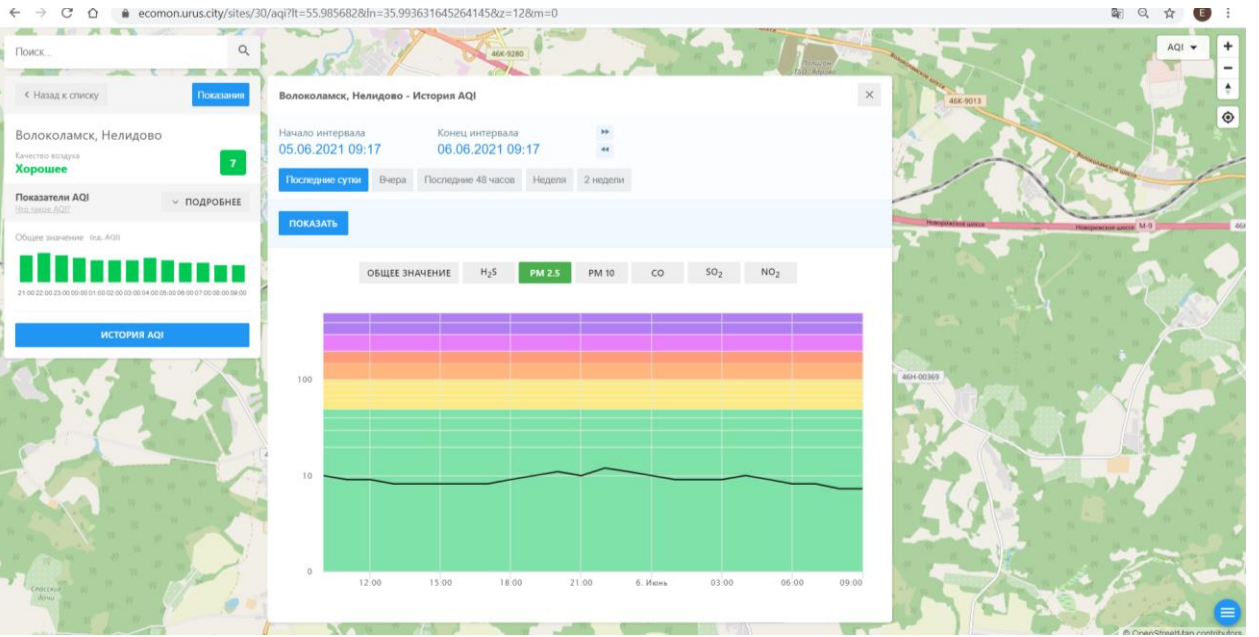 ecomon.urus.city/sites/30/aqi?lt=55.985682&ln=35.993631645264145&z=12&m=0
E
Поиск...
AQI
Назад к списку
Показания
Волоколамск, Нелидово
Качество воздуха
Хорошее
7
Показатели AQI
Что такое AQI?
ПОДРОБНЕЕ
Общее значение (ед. AQI)
21:00 22:00 23:00 00:00 01:00 02:00 03:00 04:00 05:00 06:00 07:00 08:00 09:00
ИСТОРИЯ AQI
Волоколамск, Нелидово - История AQI
Начало интервала
Конец интервала
05.06.2021 09:17
06.06.2021 09:17
Последние сутки
Вчера
Последние 48 часов
Неделя
2 недели
ПОКАЗАТЬ
ОБЩЕЕ ЗНАЧЕНИЕ
H₂S
PM 2.5
PM 10
CO
SO₂
NO₂
100
10
0
12:00
15:00
18:00
21:00
6. Июнь
03:00
06:00
09:00
46К-9280
46К-9013
Волоколамское шоссе
Новорижское шоссе
Новорижское шоссе
М-9
46Н-00369
© OpenStreetMap contributors